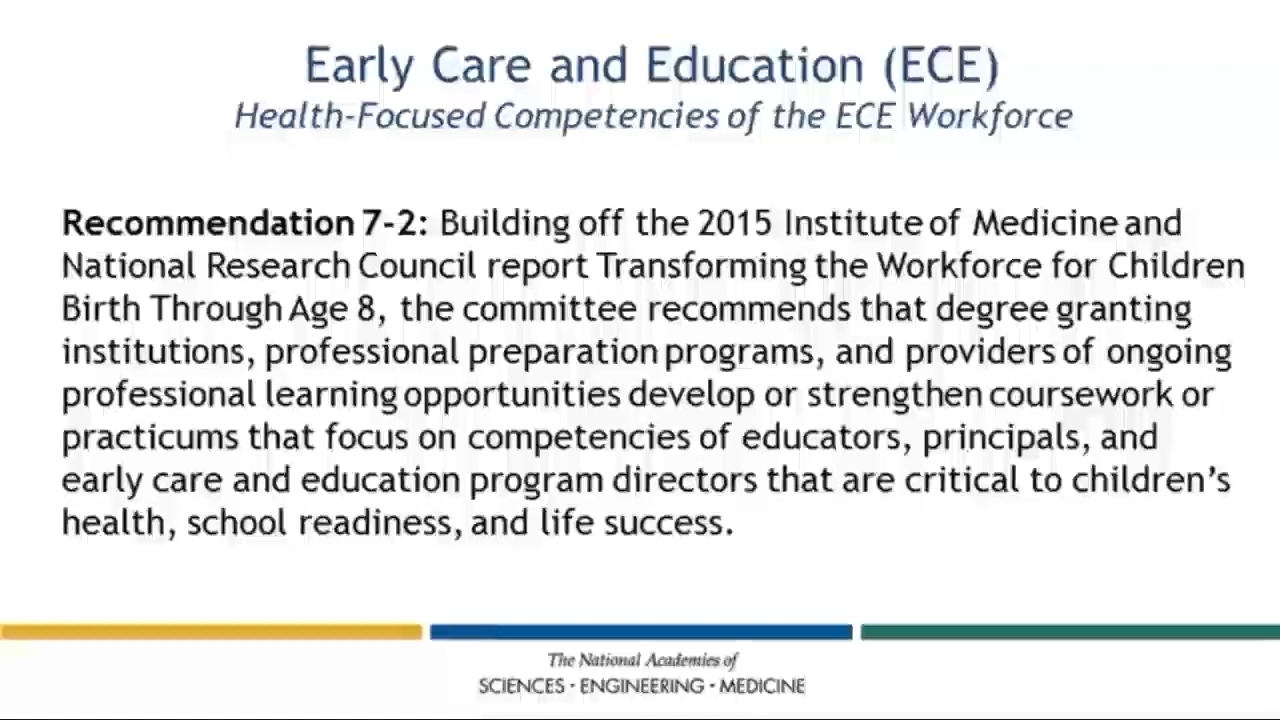 Early Care and Education (ECE)
Health-Focused Competencies of the ECE Workforce
Recommendation 7-2: Building off the 2015 Institute of Medicine and
National Research Council report Transforming the Workforce for Children
Birth Through Age 8, the committee recommends that degree granting
institutions, professional preparation programs, and providers of ongoing
professional learning opportunities develop or strengthen coursework or
practicums that focus on competencies of educators, principals, and
early care and education program directors that are critical to children’s
health, school readiness, and life success.
The National Academies of
SCIENCES · ENGINEERING · MEDICINE